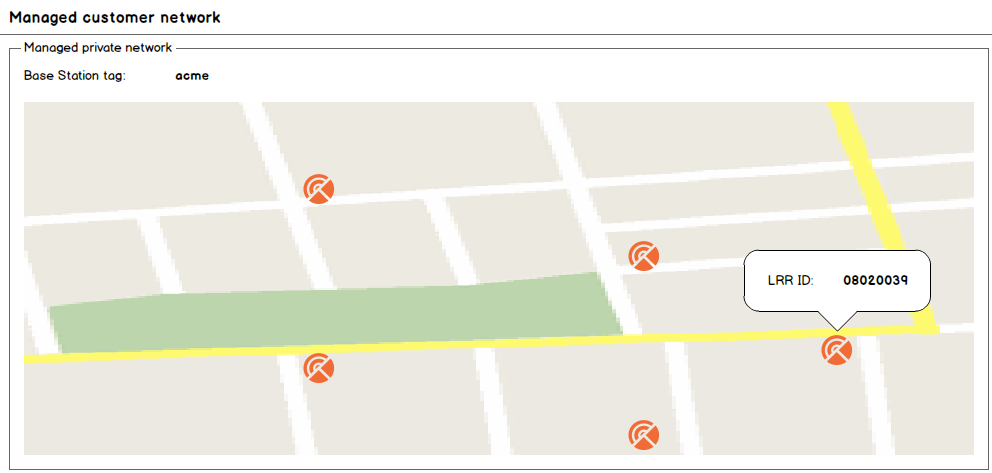 Managed customer network
Managed private network
Base Station tag: acme
LRR ID: 08020039